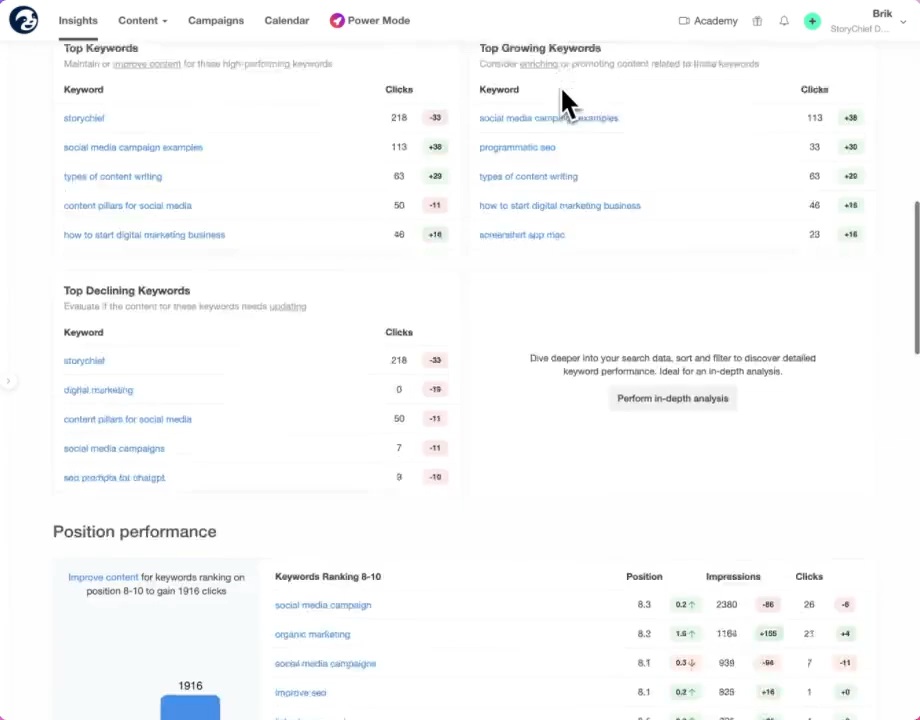 Insights Content Campaigns Calendar Power Mode Academy Brik
StoryChief D...
Top Keywords
Maintain or improve content for these high-performing keywords
Keyword Clicks
storychief 218 -33
social media campaign examples 113 +38
types of content writing 63 +29
content pillars for social media 50 -11
how to start digital marketing business 46 +16
Top Growing Keywords
Consider enriching or promoting content related to these keywords
Keyword Clicks
social media campaign examples 113 +38
programmatic seo 33 +30
types of content writing 63 +29
how to start digital marketing business 46 +16
screenshot app mac 23 +16
Top Declining Keywords
Evaluate if the content for these keywords needs updating
Keyword Clicks
storychief 218 -33
digital marketing 0 -19
content pillars for social media 50 -11
social media campaigns 7 -11
seo prompts for chatgpt 9 -10
Dive deeper into your search data, sort and filter to discover detailed
keyword performance. Ideal for an in-depth analysis.
Perform in-depth analysis
Position performance
Improve content for keywords ranking on
position 8-10 to gain 1916 clicks
1916
Keywords Ranking 8-10 Position Impressions Clicks
social media campaign 8.3 0.2 ↑ 2380 -86 26 -6
organic marketing 8.2 1.6 ↑ 1164 +155 21 +4
social media campaigns 8.1 0.3 ↓ 939 -94 7 -11
improve seo 8.1 0.2 ↑ 925 +16 1 +0